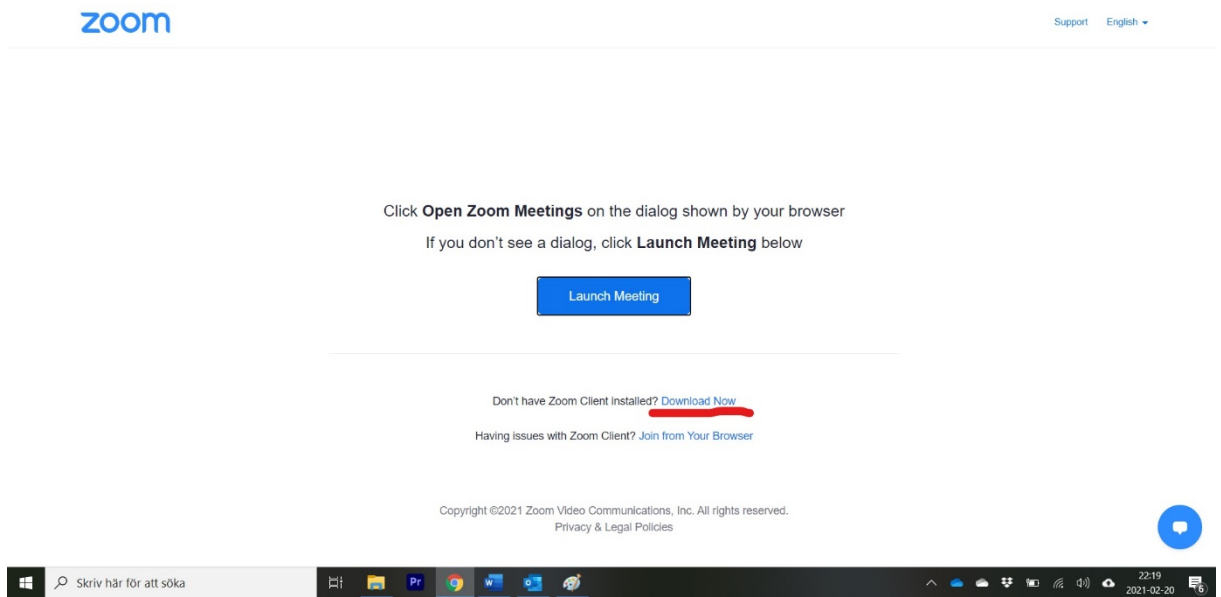 zoom
Support English
Click Open Zoom Meetings on the dialog shown by your browser
If you don't see a dialog, click Launch Meeting below
Launch Meeting
Don't have Zoom Client installed? Download Now
Having issues with Zoom Client? Join from Your Browser
Copyright ©2021 Zoom Video Communications, Inc. All rights reserved.
Privacy & Legal Policies
Skriv här för att söka
Pr
22:19
2021-02-20
6